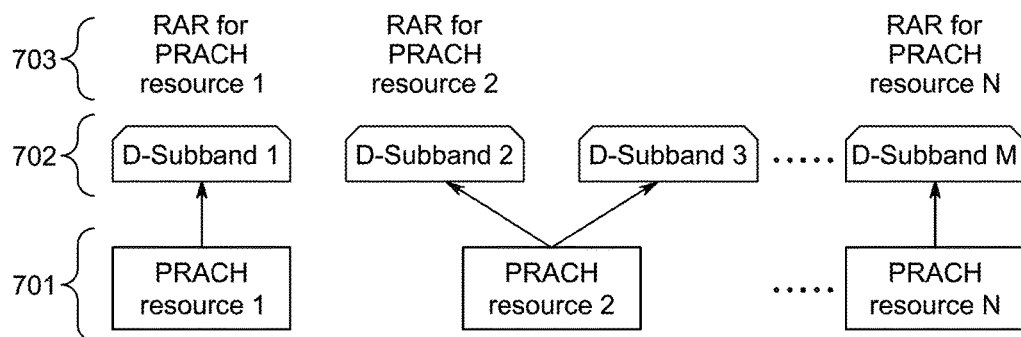 703
RAR for
PRACH
resource 1
RAR for
PRACH
resource 2
RAR for
PRACH
resource N
702
D-Subband 1
D-Subband 2
D-Subband 3
.....
D-Subband M
701
PRACH
resource 1
PRACH
resource 2
.....
PRACH
resource N